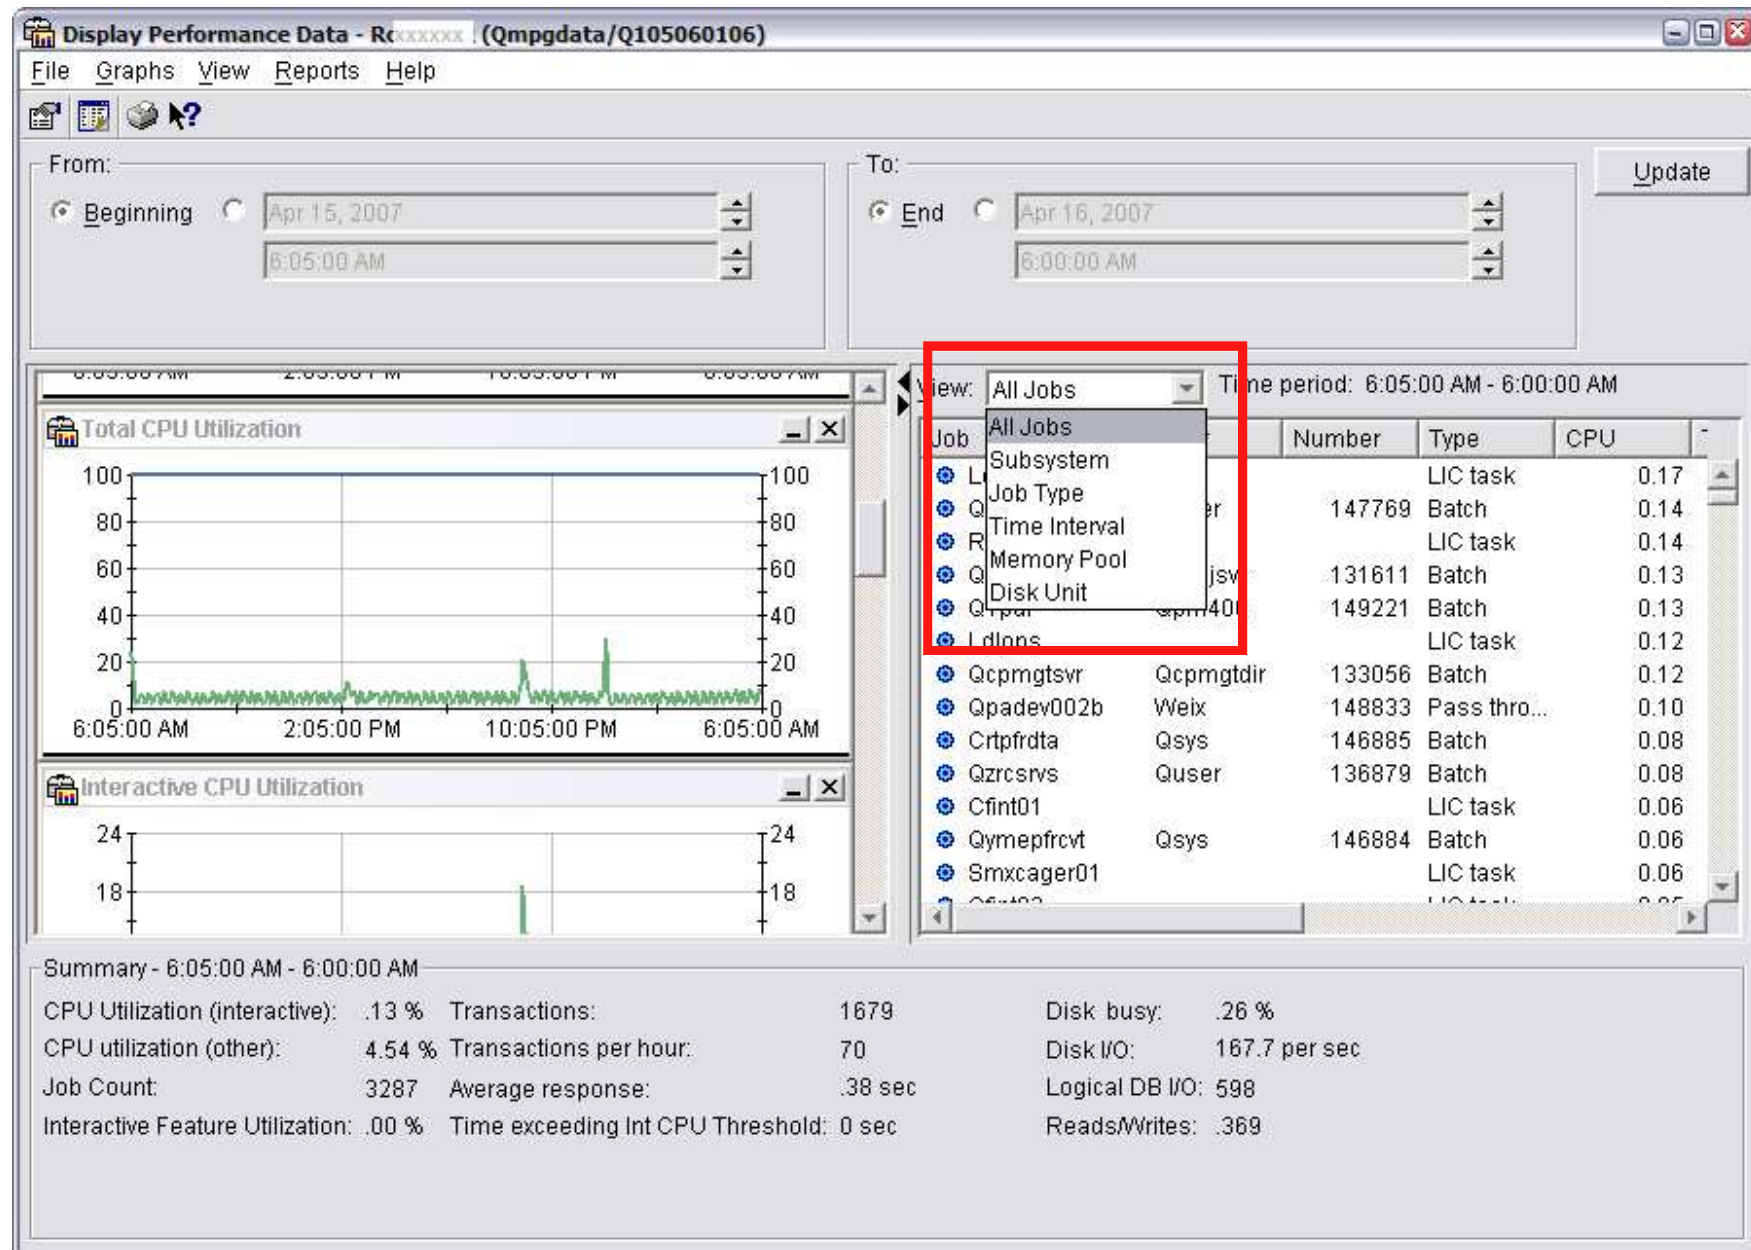 Display Performance Data - Rcxxxxxx (Qmpgdata/Q105060106)
File Graphs View Reports Help
From:
Beginning
Apr 15, 2007
6:05:00 AM
To:
End
Apr 16, 2007
6:00:00 AM
Update
Total CPU Utilization
100 100
80 80
60 60
40 40
20 20
0 0
6:05:00 AM 2:05:00 PM 10:05:00 PM 6:05:00 AM
Interactive CPU Utilization
24 24
18 18
View: All Jobs Time period: 6:05:00 AM - 6:00:00 AM
All Jobs
Subsystem
Job Type
Time Interval
Memory Pool
Disk Unit
Job Number Type CPU
LIC task 0.17
147769 Batch 0.14
LIC task 0.14
131611 Batch 0.13
149221 Batch 0.13
LIC task 0.12
Qcpmgtsvr Qcpmgtdir 133056 Batch 0.12
Qpadev002b Weix 148833 Pass thro... 0.10
Crtpfrdta Qsys 146885 Batch 0.08
Qzrcsrvs Quser 136879 Batch 0.08
Cfint01 LIC task 0.06
Qymepfrcvt Qsys 146884 Batch 0.06
Smxcager01 LIC task 0.06
Summary - 6:05:00 AM - 6:00:00 AM
CPU Utilization (interactive): .13 % Transactions: 1679 Disk busy: .26 %
CPU utilization (other): 4.54 % Transactions per hour: 70 Disk I/O: 167.7 per sec
Job Count: 3287 Average response: .38 sec Logical DB I/O: 598
Interactive Feature Utilization: .00 % Time exceeding Int CPU Threshold: 0 sec Reads/Writes: .369